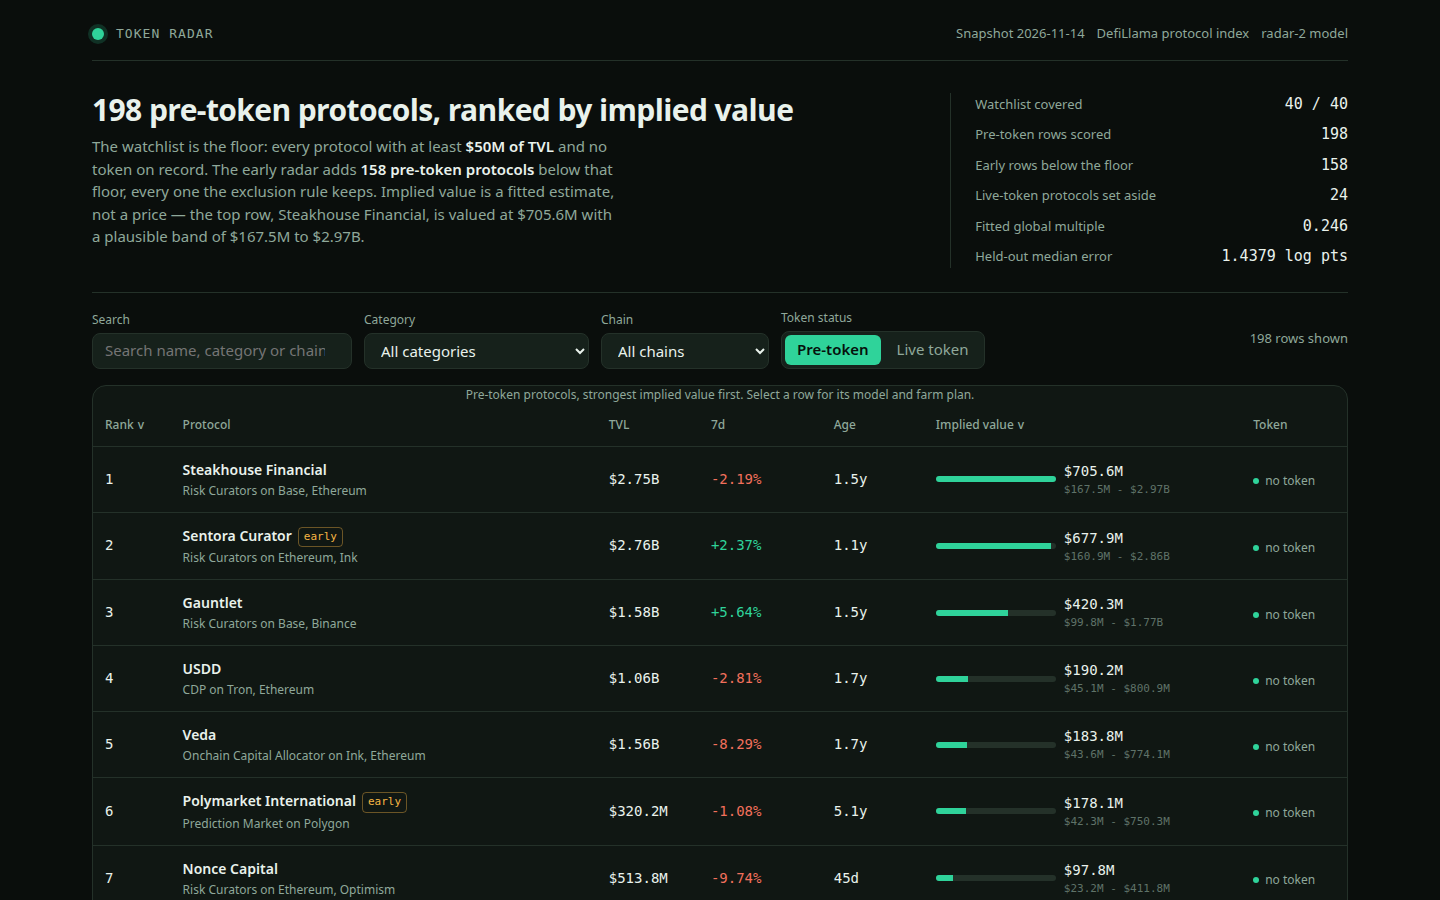 TOKEN RADAR
Snapshot 2026-11-14 DefiLlama protocol index radar-2 model
198 pre-token protocols, ranked by implied value
The watchlist is the floor: every protocol with at least $50M of TVL and no
token on record. The early radar adds 158 pre-token protocols below that
floor, every one the exclusion rule keeps. Implied value is a fitted estimate,
not a price — the top row, Steakhouse Financial, is valued at $705.6M with
a plausible band of $167.5M to $2.97B.
Watchlist covered 40 / 40
Pre-token rows scored 198
Early rows below the floor 158
Live-token protocols set aside 24
Fitted global multiple 0.246
Held-out median error 1.4379 log pts
Search Category Chain Token status
Search name, category or chain All categories All chains Pre-token Live token
198 rows shown
Pre-token protocols, strongest implied value first. Select a row for its model and farm plan.
Rank v Protocol TVL 7d Age Implied value v Token
1 Steakhouse Financial $2.75B -2.19% 1.5y $705.6M no token
Risk Curators on Base, Ethereum $167.5M - $2.97B
2 Sentora Curator early $2.76B +2.37% 1.1y $677.9M no token
Risk Curators on Ethereum, Ink $160.9M - $2.86B
3 Gauntlet $1.58B +5.64% 1.5y $420.3M no token
Risk Curators on Base, Binance $99.8M - $1.77B
4 USDD $1.06B -2.81% 1.7y $190.2M no token
CDP on Tron, Ethereum $45.1M - $800.9M
5 Veda $1.56B -8.29% 1.7y $183.8M no token
Onchain Capital Allocator on Ink, Ethereum $43.6M - $774.1M
6 Polymarket International early $320.2M -1.08% 5.1y $178.1M no token
Prediction Market on Polygon $42.3M - $750.3M
7 Nonce Capital $513.8M -9.74% 45d $97.8M no token
Risk Curators on Ethereum, Optimism $23.2M - $411.8M